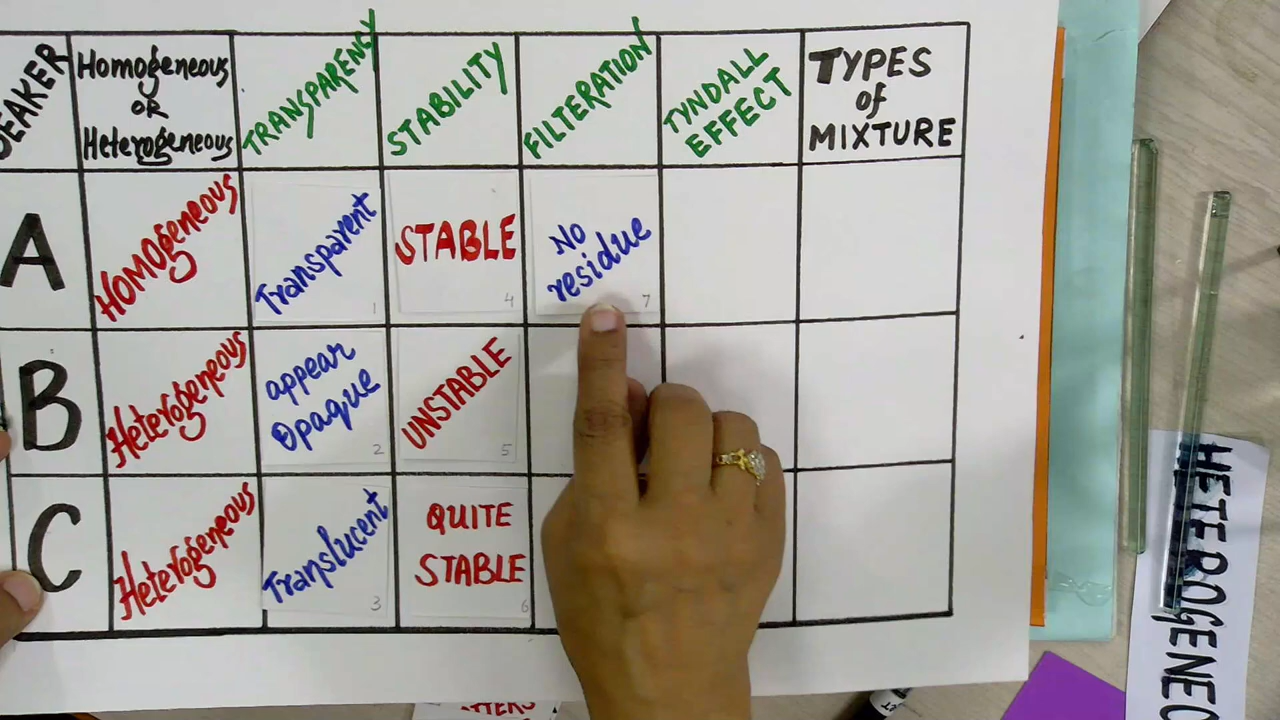 BEAKER
Homogeneous
OR
Heterogeneous
TRANSPARENCY
STABILITY
FILTERATION
TYNDALL
EFFECT
TYPES
of
MIXTURE
A
HOMOgeneous
Transparent
1
STABLE
4
No
residue
7
B
Heterogeneous
appear
Opaque
2
UNSTABLE
5
C
Heterogeneous
Translucent
3
QUITE
STABLE
6
HETEROGENEO